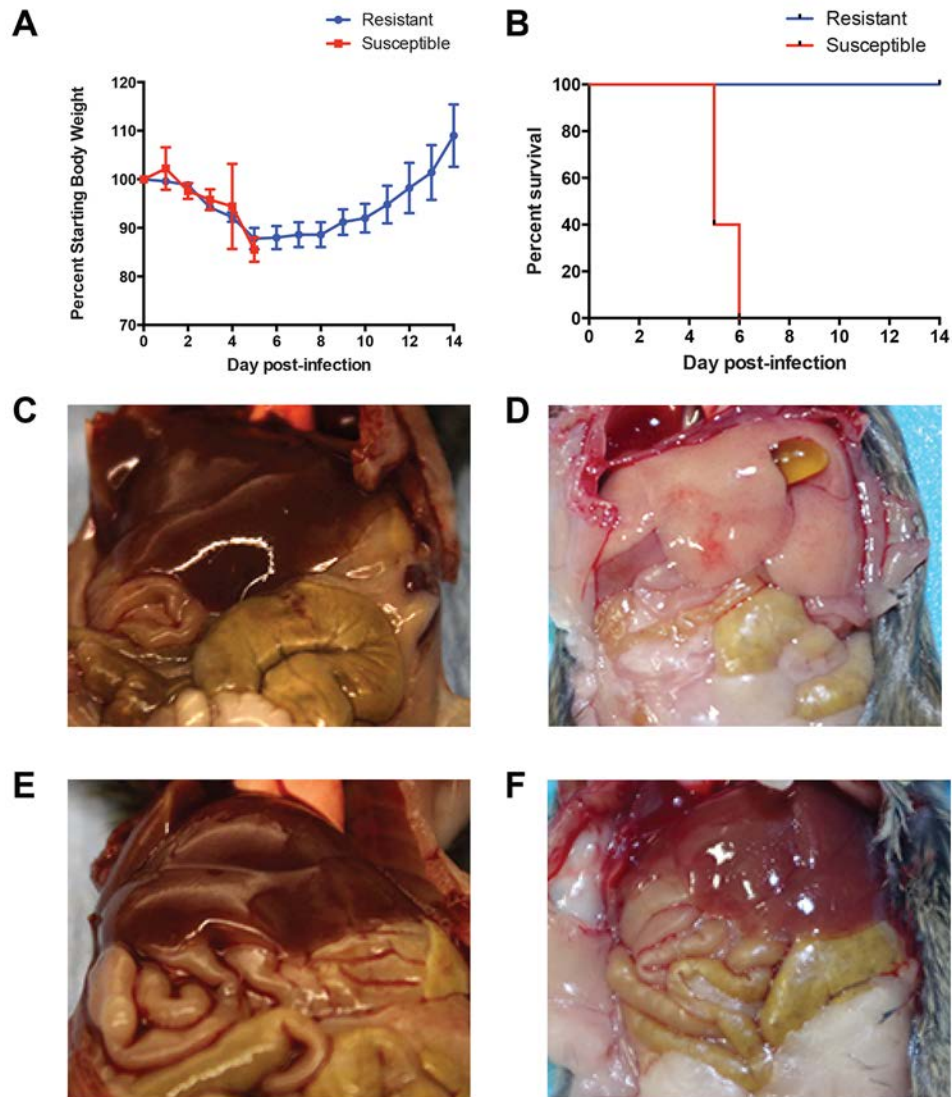 A
Resistant
Susceptible
Percent Starting Body Weight
120
110
100
90
80
70
0 2 4 6 8 10 12 14
Day post-infection
B
Resistant
Susceptible
Percent survival
100
80
60
40
20
0
0 2 4 6 8 10 12 14
Day post-infection
C
D
E
F